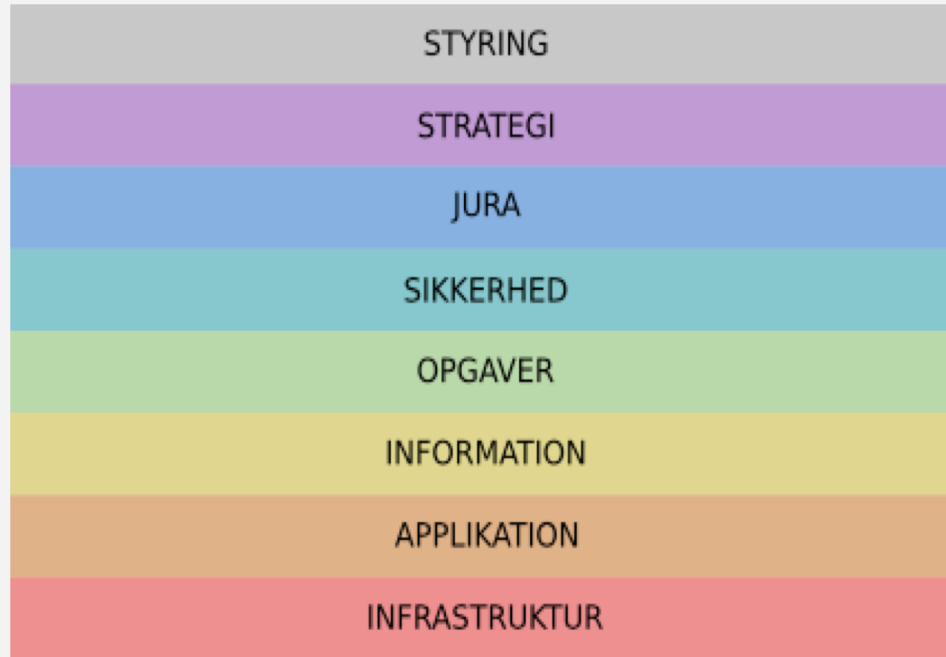 STYRING
STRATEGI
JURA
SIKKERHED
OPGAVER
INFORMATION
APPLIKATION
INFRASTRUKTUR